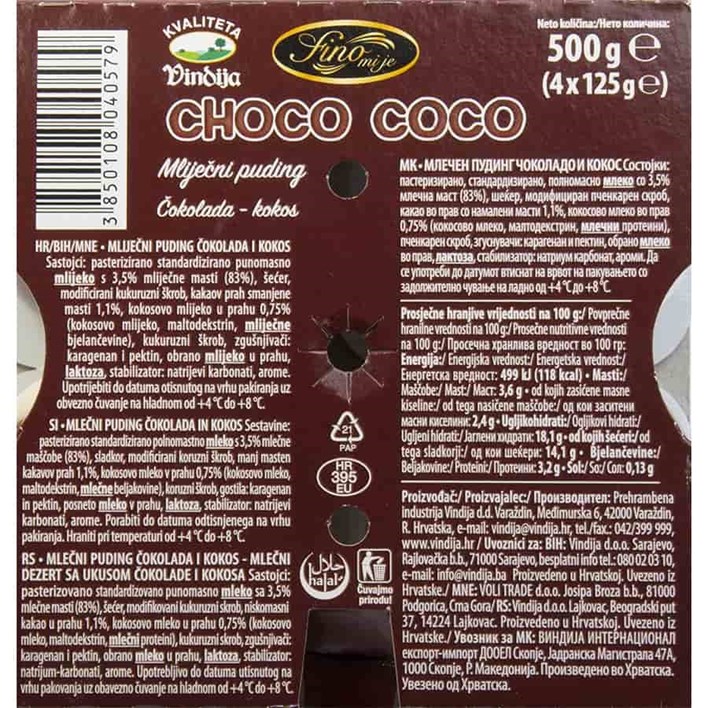 3850108040579
KVALITETA
Vindija
fino
mi je
Neto količina:/Нето количина:
500g e
(4x125g e)
CHOCO COCO
Mliječni puding
Čokolada - kokos
HR/BIH/MNE • MLIJEČNI PUDING ČOKOLADA I KOKOS
Sastojci: pasterizirano standardizirano punomasno
mlijeko s 3,5% mliječne masti (83%), šećer,
modificirani kukuruzni škrob, kakaov prah smanjene
masti 1,1%, kokosovo mlijeko u prahu 0,75%
(kokosovo mlijeko, maltodekstrin, mliječne
bjelančevine), kukuruzni škrob, zgušnjivači:
karagenan i pektin, obrano mlijeko u prahu,
laktoza, stabilizator: natrijevi karbonati, arome.
Upotrijebiti do datuma otisnutog na vrhu pakiranja uz
obvezno čuvanje na hladnom od +4°C do +8°C.
SI • MLEČNI PUDING ČOKOLADA IN KOKOS Sestavine:
pasterizirano standardizirano polnomastno mleko s 3,5% mlečne
maščobe (83%), sladkor, modificirani koruzni škrob, manj masten
kakavov prah 1,1%, kokosovo mleko v prahu 0,75% (kokosovo mleko,
maltodekstrin, mlečne beljakovine), koruzni škrob, gostila: karagenan
in pektin, posneto mleko v prahu, laktoza, stabilizator: natrijevi
karbonati, arome. Porabiti do datuma odtisnjenega na vrhu
pakiranja. Hraniti pri temperaturi od +4°C do +8°C.
RS • MLEČNI PUDING ČOKOLADA I KOKOS - MLEČNI
DEZERT SA UKUSOM ČOKOLADE I KOKOSA Sastojci:
pasterizovano standardizovano punomasno mleko sa 3,5%
mlečne masti (83%), šećer, modifikovani kukuruzni skrob, niskomasni
kakao u prahu 1,1%, kokosovo mleko u prahu 0,75% (kokosovo
mleko, maltodekstrin, mlečni proteini), kukuruzni skrob, zgušnjivači:
karagenan i pektin, obrano mleko u prahu, laktoza, stabilizator:
natrijum-karbonati, arome. Upotrebljivo do datuma utisnutog na
vrhu pakovanja uz obavezno čuvanje na hladnom od +4°C do +8°C.
21
PAP
HR
395
EU
حلال
halal
Čuvajmo
prirodu!
МК • МЛЕЧЕН ПУДИНГ ЧОКОЛАДО И КОКОС Состојки:
пастеризирано, стандардизирано, полномасно млеко со 3,5%
млечна маст (83%), шеќер, модифициран пченкарен скроб,
какао во прав со намалени масти 1,1%, кокосово млеко во прав
0,75% (кокосово млеко, малтодекстрин, млечни протеини),
пченкарен скроб, згуснувачи: карагенан и пектин, обрано млеко
во прав, лактоза, стабилизатор: натриум карбонат, ароми. Да
се употреби до датумот втиснат на врвот на пакувањето со
задолжително чување на ладно од +4°C до +8°C.
Prosječne hranjive vrijednosti na 100 g:/ Povprečne
hranilne vrednosti na 100 g:/ Prosečne nutritivne vrednosti
na 100 g:/ Просечна хранлива вредност во 100 гр:
Energija:/ Energijska vrednost:/ Energetska vrednost:/
Енергетска вредност: 499 kJ (118 kcal) • Masti:/
Maščobe:/ Mast:/ Маст: 3,6 g • od kojih zasićene masne
kiseline:/ od tega nasičene maščobe:/ од кои заситени
масни киселини: 2,4 g • Ugljikohidrati:/ Ogljikovi hidrati:/
Ugljeni hidrati:/ Јаглени хидрати: 18,1 g • od kojih šećeri:/ od
tega sladkorji:/ од кои шеќери: 14,1 g • Bjelančevine:/
Beljakovine:/ Proteini:/ Протеини: 3,2 g • Sol:/ So:/ Сол: 0,13 g
Proizvođač:/ Proizvajalec:/ Производител: Prehrambena
industrija Vindija d.d. Varaždin, Međimurska 6, 42000 Varaždin,
R. Hrvatska, e-mail: vindija@vindija.hr, tel./fax.: 042/399 999,
www.vindija.hr / Uvoznici za: BIH: Vindija d.o.o. Sarajevo,
Rajlovačka b.b., 71000 Sarajevo, besplatni info tel.: 080 02 03 10,
e-mail: info@vindija.ba Proizvedeno u Hrvatskoj. Uvezeno iz
Hrvatske./ MNE: VOLI TRADE d.o.o. Josipa Broza b.b., 81000
Podgorica, Crna Gora/ RS: Vindija d.o.o. Lajkovac, Beogradski put
37, 14224 Lajkovac. Proizvedeno u Hrvatskoj. Uvezeno iz
Hrvatske./ Увозник за МК: ВИНДИЈА ИНТЕРНАЦИОНАЛ
експорт-импорт ДООЕЛ Скопје, Јадранска Магистрала 47А,
1000 Скопје, Р. Македонија. Произведено во Хрватска.
Увезено од Хрватска.